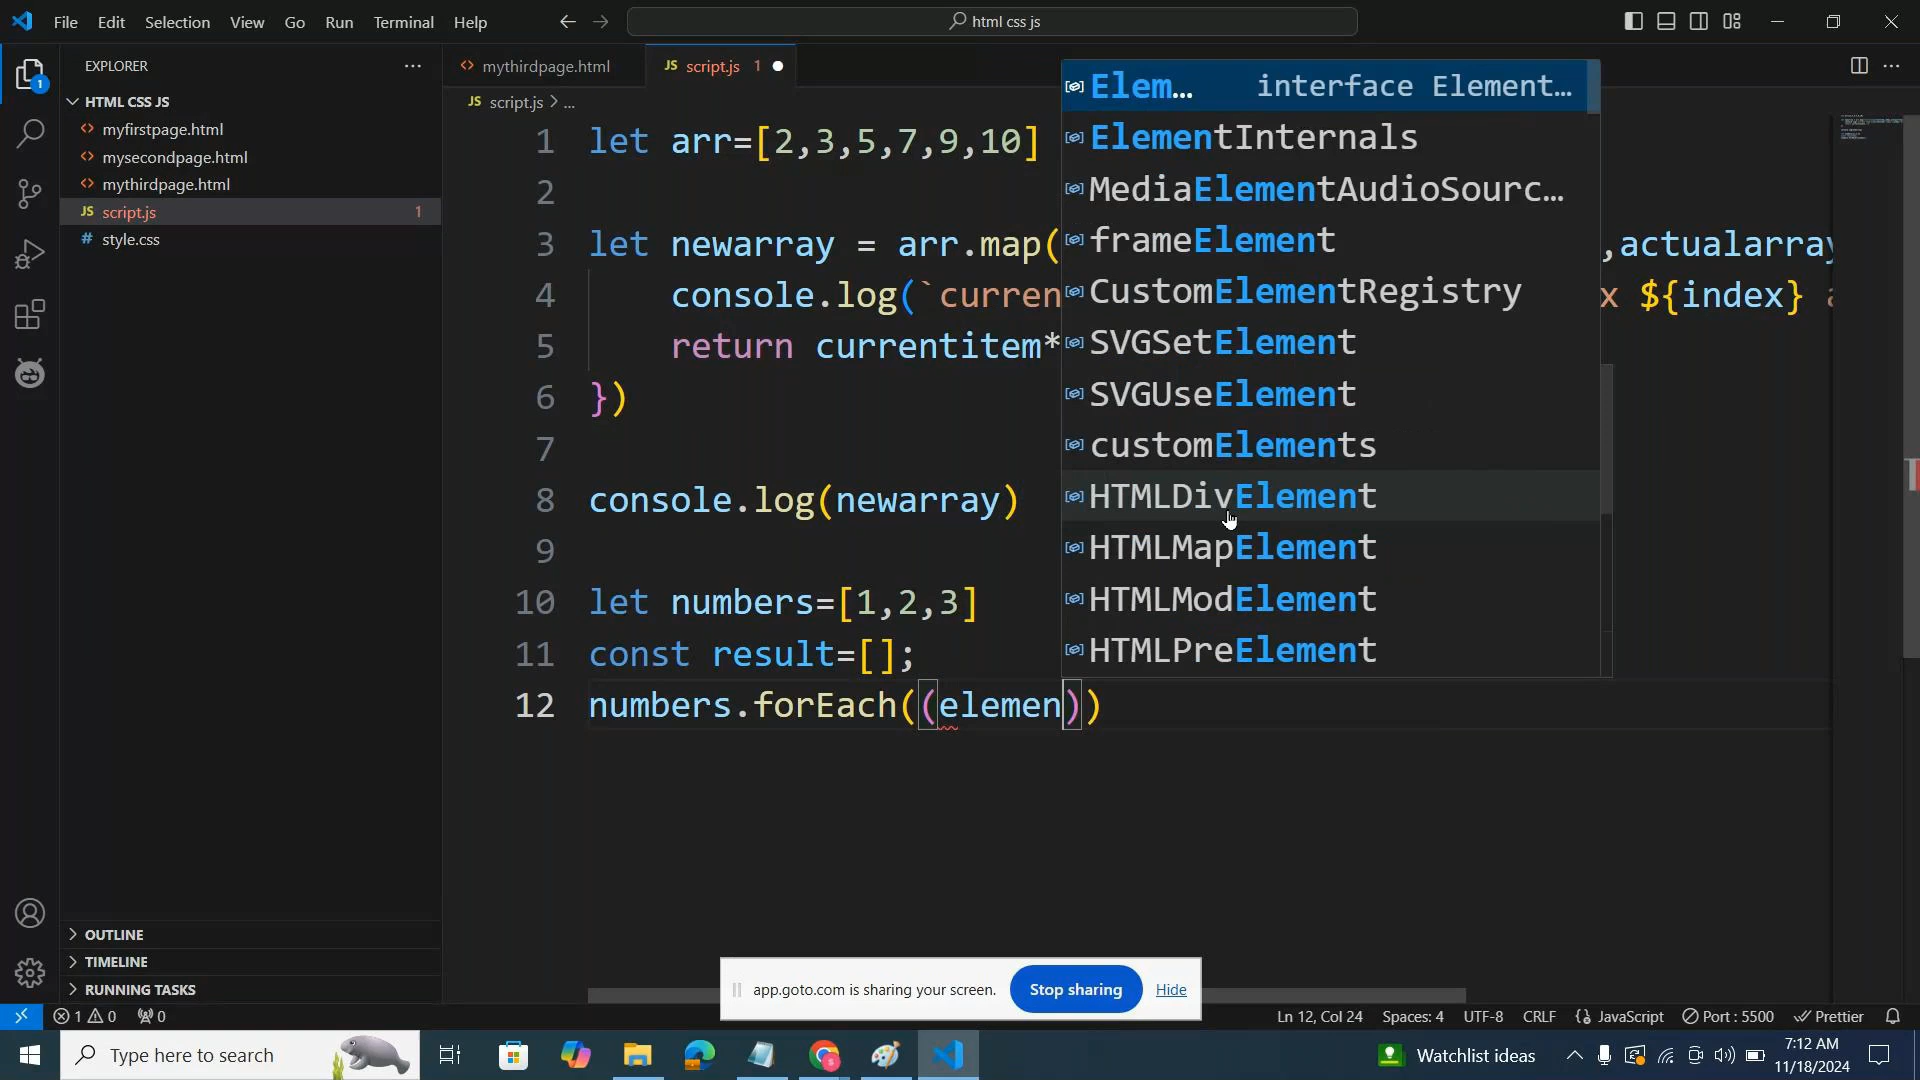 File Edit Selection View Go Run Terminal Help
html css js
EXPLORER
mythirdpage.html
JS script.js 1
HTML CSS JS
JS script.js > ...
myfirstpage.html
mysecondpage.html
mythirdpage.html
JS script.js 1
# style.css
OUTLINE
TIMELINE
RUNNING TASKS
1 let arr=[2,3,5,7,9,10]
2
3 let newarray = arr.map( ,actualarray
4 console.log(`curren x ${index}
5 return currentitem*
6 })
7
8 console.log(newarray)
9
10 let numbers=[1,2,3]
11 const result=[];
12 numbers.forEach((elemen))
Elem… interface Element…
ElementInternals
MediaElementAudioSourc…
frameElement
CustomElementRegistry
SVGSetElement
SVGUseElement
customElements
HTMLDivElement
HTMLMapElement
HTMLModElement
HTMLPreElement
app.goto.com is sharing your screen. Stop sharing Hide
1 0 0
Ln 12, Col 24 Spaces: 4 UTF-8 CRLF {} JavaScript Port : 5500 Prettier
Type here to search
Watchlist ideas
7:12 AM
11/18/2024